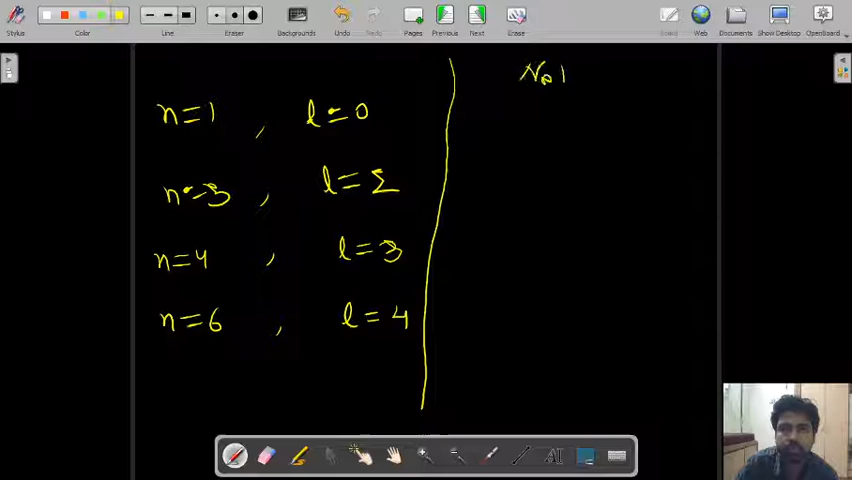 Stylus
Color
Line
Eraser
Backgrounds
Undo
Redo
Pages
Previous
Next
Erase
Board
Web
Documents
Show Desktop
OpenBoard
n=1 , l=0
n=3 , l=2
n=4 , l=3
n=6 , l=4
No1